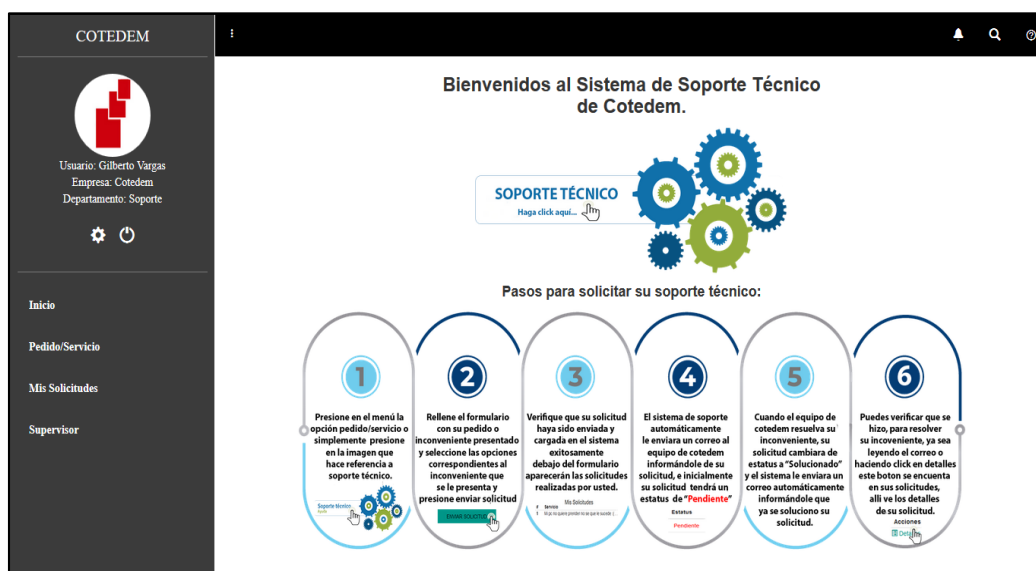 COTEDEM
Usuario: Gilberto Vargas
Empresa: Cotedem
Departamento: Soporte
Inicio
Pedido/Servicio
Mis Solicitudes
Supervisor
Bienvenidos al Sistema de Soporte Técnico
de Cotedem.
SOPORTE TÉCNICO
Haga click aquí...
Pasos para solicitar su soporte técnico:
1
Presione en el menú la
opción pedido/servicio o
simplemente presione
en la imagen que
hace referencia a
soporte técnico.
Soporte técnico
2
Rellene el formulario
con su pedido o
inconveniente presentado
y seleccione las opciones
correspondientes al
inconveniente que
se le presenta y
presione enviar solicitud
ENVIAR SOLICITUD
3
Verifique que su solicitud
haya sido enviada y
cargada en el sistema
exitosamente
debajo del formulario
aparecerán las solicitudes
realizadas por usted.
Mis Solicitudes
# Servicio
1
4
El sistema de soporte
automáticamente
le enviara un correo al
equipo de cotedem
informándole de su
solicitud, e inicialmente
su solicitud tendrá un
estatus de "Pendiente"
Estatus
Pendiente
5
Cuando el equipo de
cotedem resuelva su
inconveniente, su
solicitud cambiara de
estatus a "Solucionado"
y el sistema le enviara un
correo automáticamente
informándole que
ya se soluciono su
solicitud.
6
Puedes verificar que se
hizo, para resolver
su incoveniente, ya sea
leyendo el correo o
haciendo click en detalles
este boton se encuenta
en sus solicitudes,
alli ve los detalles
de su solicitud.
Acciones